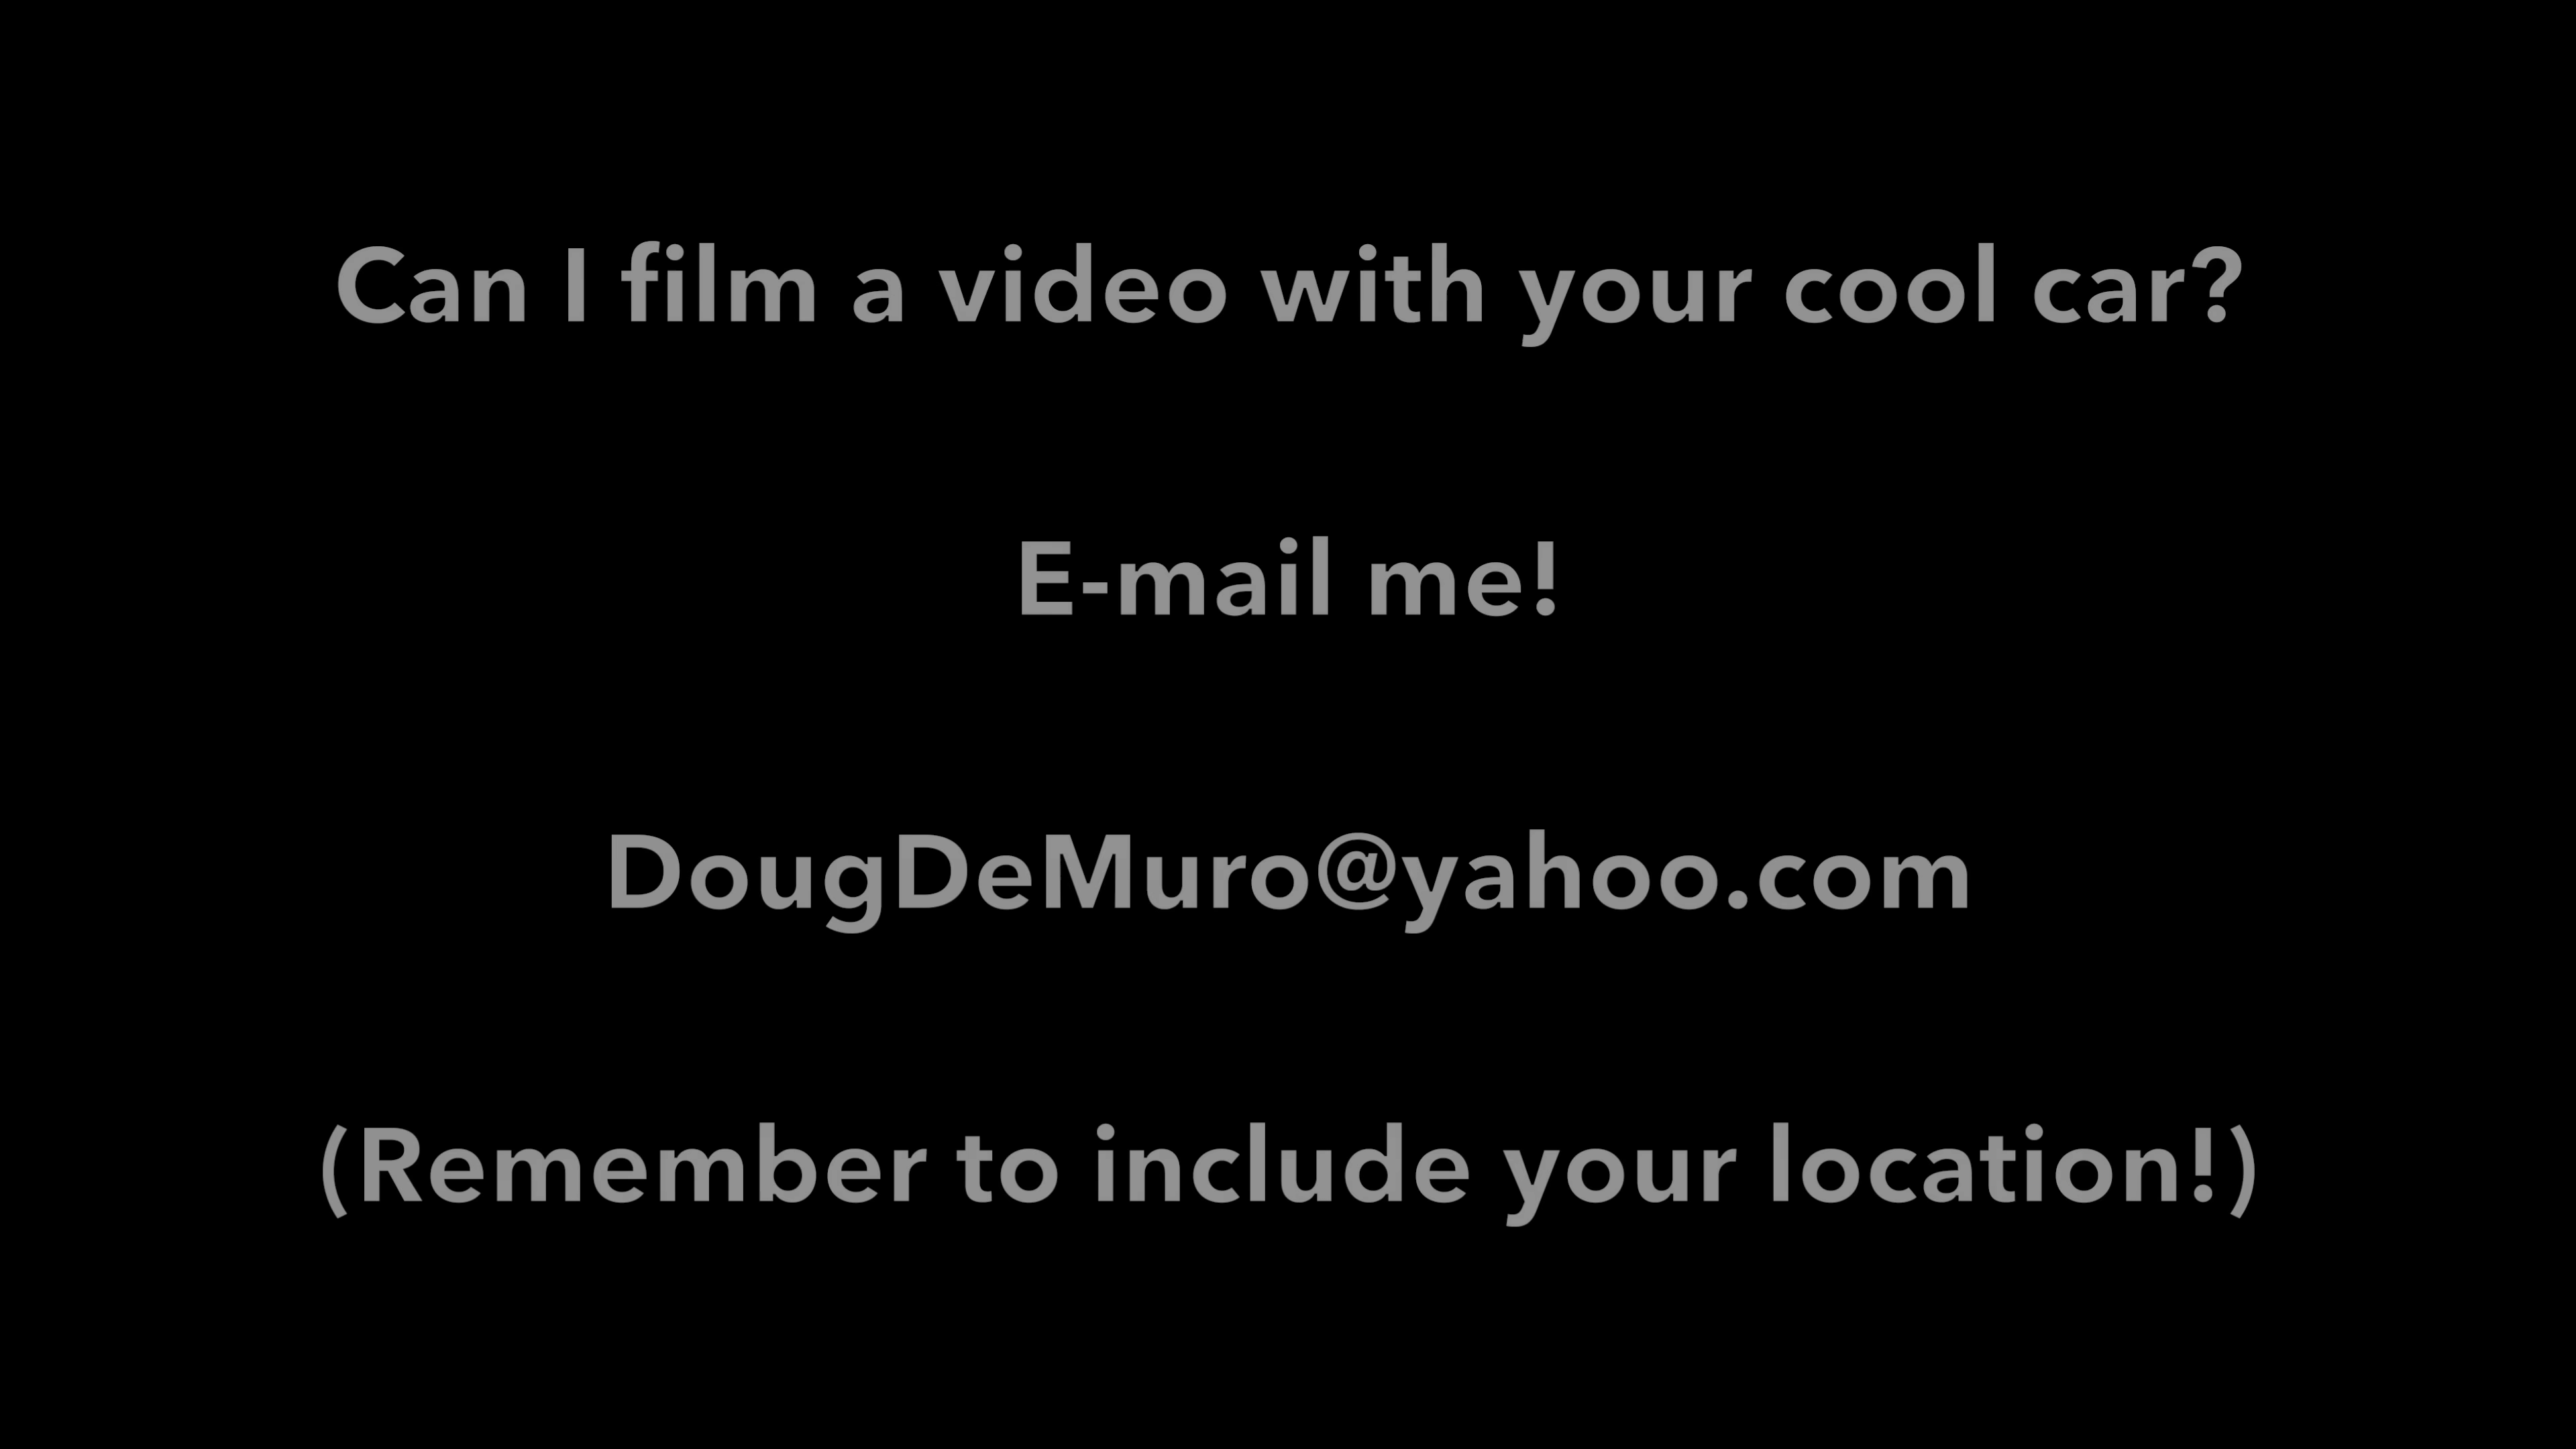 Can I film a video with your cool car?
E-mail me!
DougDeMuro@yahoo.com
(Remember to include your location!)